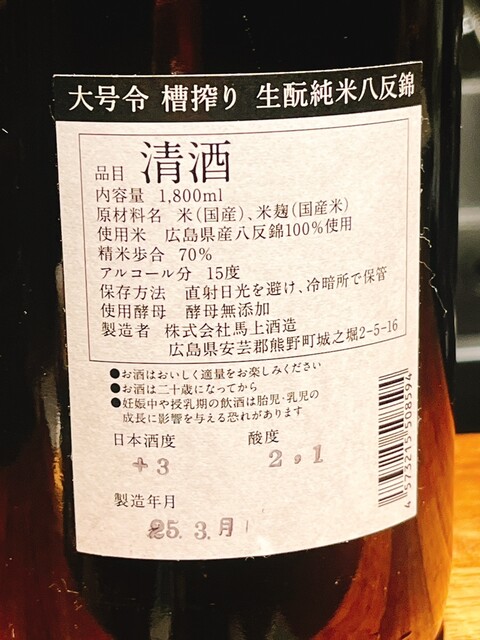 大号令 槽搾り 生酛純米八反錦
品目 清酒
内容量 1,800ml
原材料名 米(国産)、米麹(国産米)
使用米 広島県産八反錦100%使用
精米歩合 70%
アルコール分 15度
保存方法 直射日光を避け、冷暗所で保管
使用酵母 酵母無添加
製造者 株式会社馬上酒造
広島県安芸郡熊野町城之堀2-5-16
●お酒はおいしく適量をお楽しみください
●お酒は二十歳になってから
●妊娠中や授乳期の飲酒は胎児・乳児の
成長に影響を与える恐れがあります
日本酒度 酸度
+3 2,1
製造年月
25.3.月
4 573215 508594